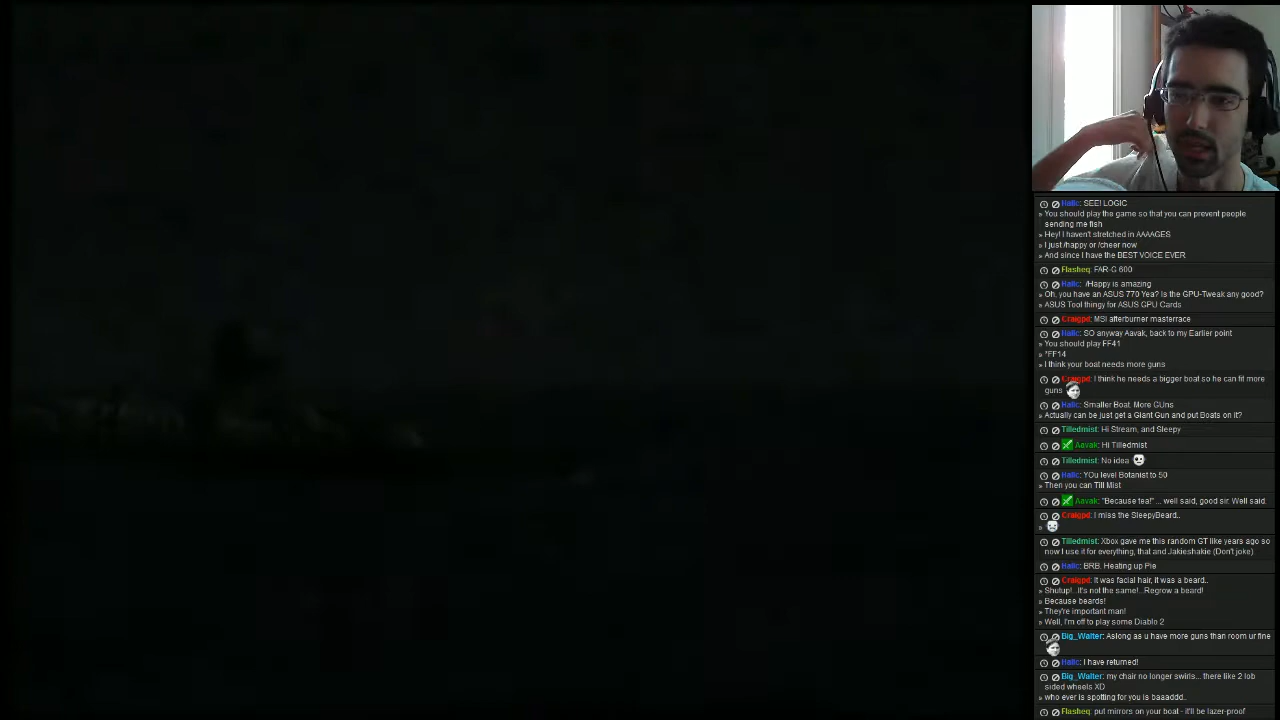 Halic: SEE! LOGIC
» You should play the game so that you can prevent people
sending me fish
» Hey! I haven't stretched in AAAAGES
» I just /happy or /cheer now
» And since I have the BEST VOICE EVER
Flasheq: FAR-G 600
Halic: /Happy is amazing
» Oh, you have an ASUS 770 Yea? Is the GPU-Tweak any good?
» ASUS Tool thingy for ASUS GPU Cards
Craigpd: MSI afterburner masterrace
Halic: SO anyway Aavak, back to my Earlier point
» You should play FF41
» *FF14
» I think your boat needs more guns
Craigpd: I think he needs a bigger boat so he can fit more
guns
Halic: Smaller Boat. More GUns
» Actually can be just get a Giant Gun and put Boats on it?
Tilledmist: Hi Stream, and Sleepy
Aavak: Hi Tilledmist
Tilledmist: No idea
Halic: YOu level Botanist to 50
» Then you can Till Mist
Aavak: "Because tea!" ... well said, good sir. Well said.
Craigpd: I miss the SleepyBeard..
»
Tilledmist: Xbox gave me this random GT like years ago so
now I use it for everything, that and Jakieshakie (Don't joke)
Halic: BRB. Heating up Pie
Craigpd: It was facial hair, it was a beard..
» Shutup!..It's not the same!..Regrow a beard!
» Because beards!
» They're important man!
» Well, I'm off to play some Diablo 2
Big_Walter: Aslong as u have more guns than room ur fine
Halic: I have returned!
Big_Walter: my chair no longer swirls... there like 2 lob
sided wheels XD
» who ever is spotting for you is baaaddd..
Flasheq: put mirrors on your boat - it'll be lazer-proof